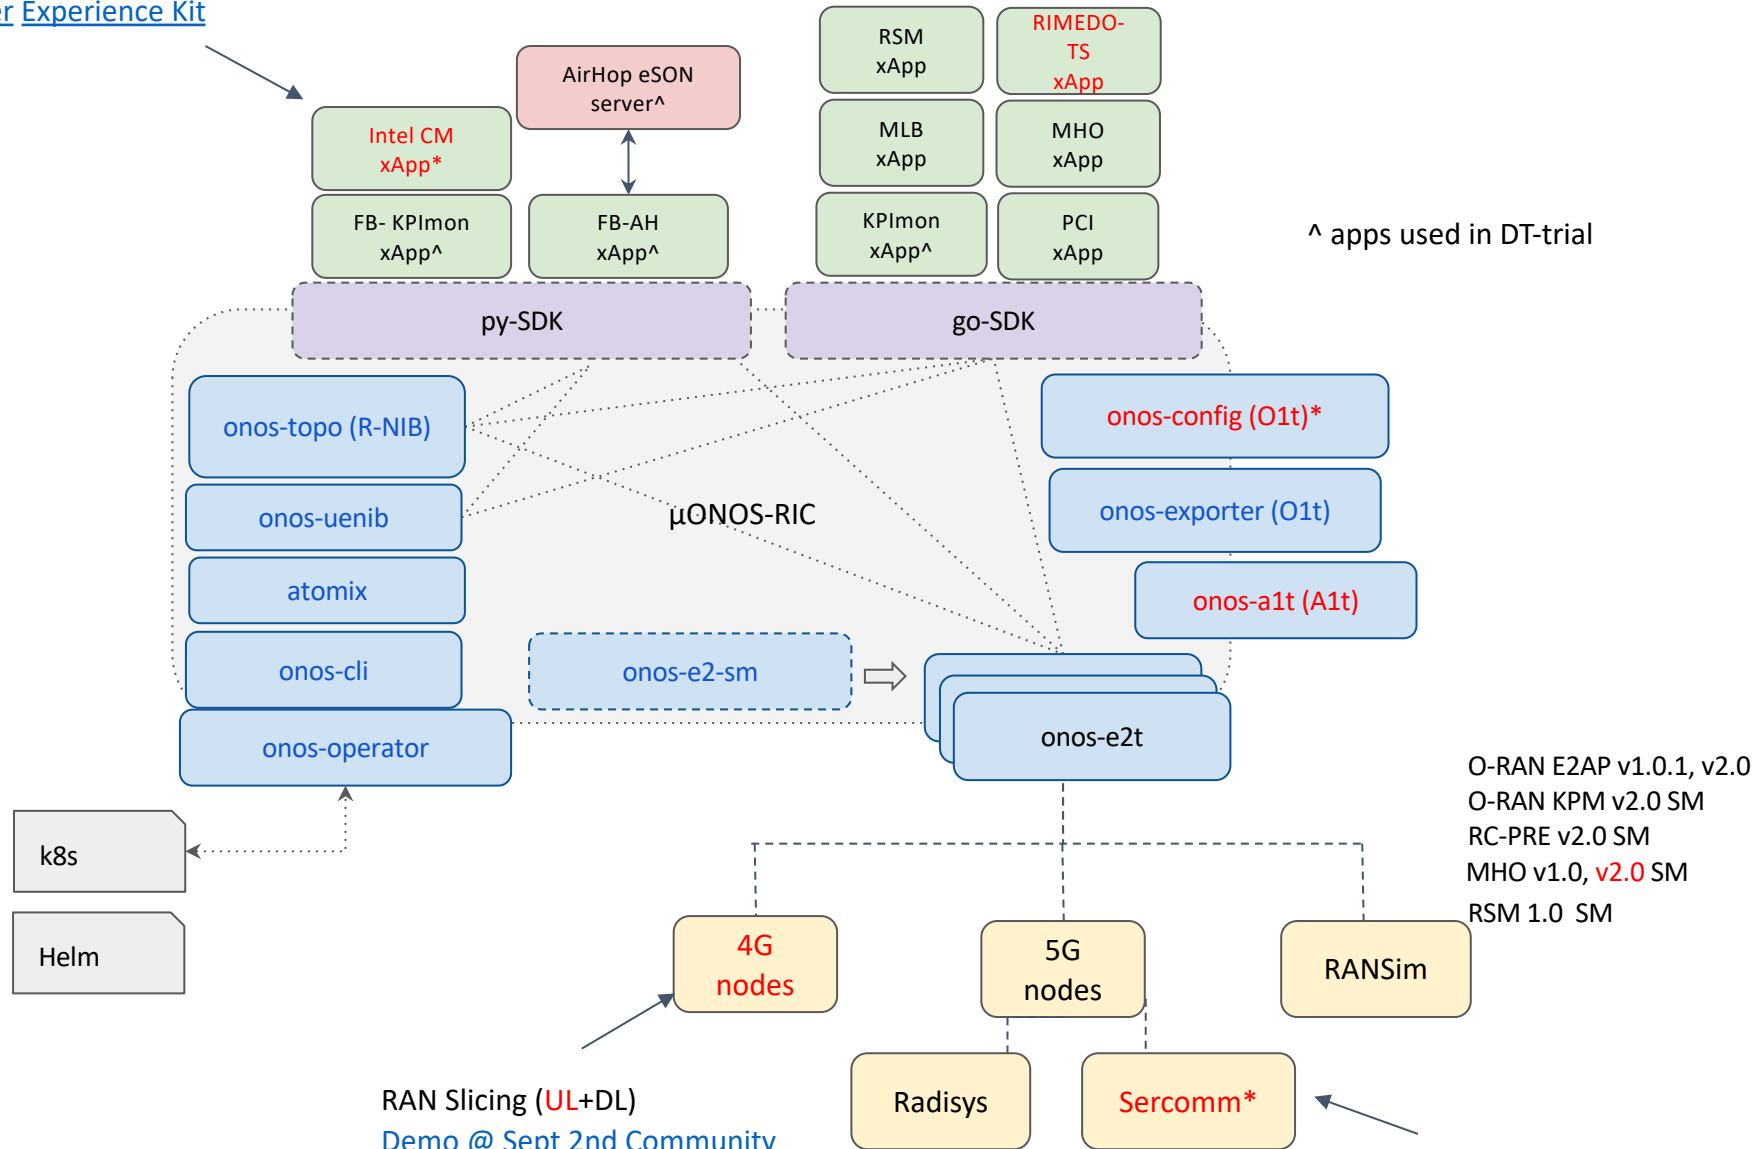 er Experience Kit
AirHop eSON
server^
Intel CM
xApp*
FB- KPImon
xApp^
FB-AH
xApp^
RSM
xApp
RIMEDO-
TS
xApp
MLB
xApp
MHO
xApp
KPImon
xApp^
PCI
xApp
^ apps used in DT-trial
py-SDK
go-SDK
onos-topo (R-NIB)
onos-uenib
atomix
onos-cli
onos-operator
µONOS-RIC
onos-e2-sm
onos-config (O1t)*
onos-exporter (O1t)
onos-a1t (A1t)
onos-e2t
k8s
Helm
O-RAN E2AP v1.0.1, v2.0
O-RAN KPM v2.0 SM
RC-PRE v2.0 SM
MHO v1.0, v2.0 SM
RSM 1.0 SM
4G
nodes
5G
nodes
RANSim
Radisys
Sercomm*
RAN Slicing (UL+DL)
Demo @ Sept 2nd Community